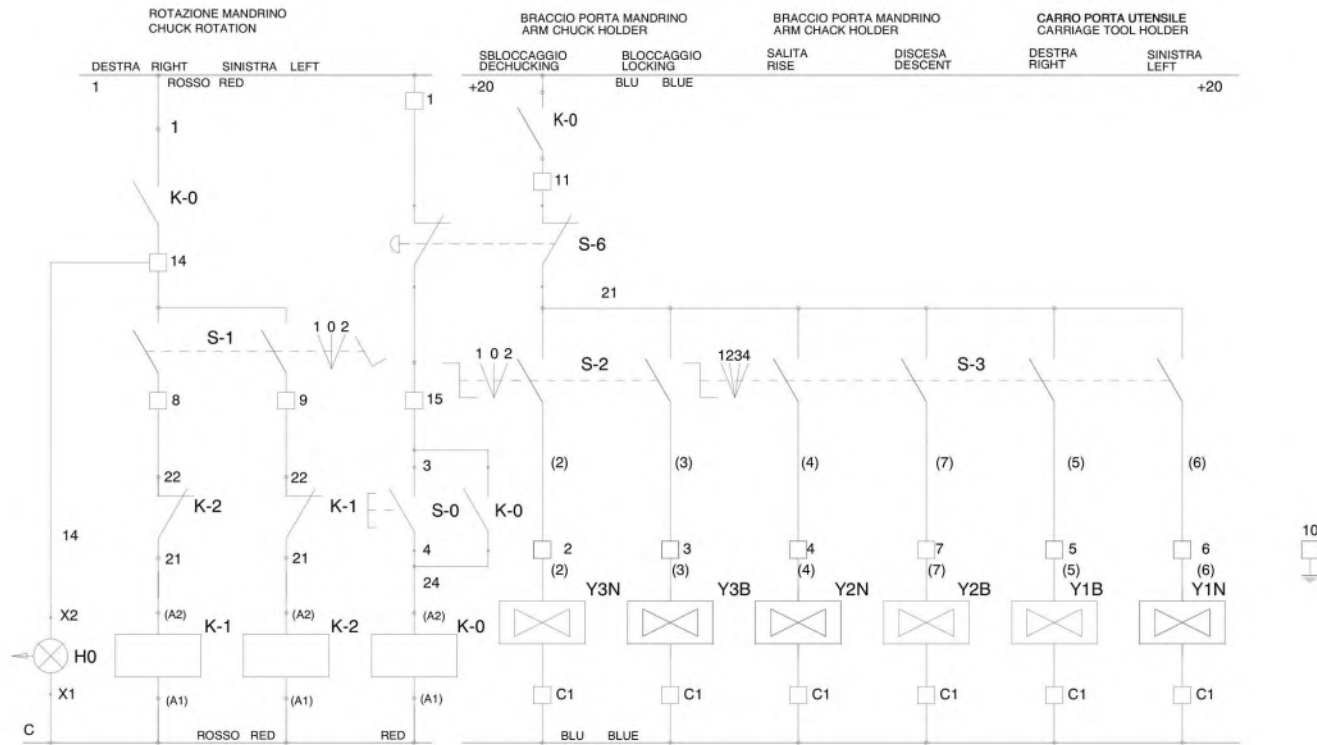 ROTAZIONE MANDRINO
CHUCK ROTATION
BRACCIO PORTA MANDRINO
ARM CHUCK HOLDER
BRACCIO PORTA MANDRINO
ARM CHACK HOLDER
CARRO PORTA UTENSILE
CARRIAGE TOOL HOLDER
DESTRA RIGHT SINISTRA LEFT
SBLOCCAGGIO
DECHUCKING
BLOCCAGGIO
LOCKING
SALITA
RISE
DISCESA
DESCENT
DESTRA
RIGHT
SINISTRA
LEFT
1 ROSSO RED 1 +20 BLU BLUE +20
1 K-0
11
K-0
S-6
14
21
S-1 1 0 2 1 0 2 S-2 1234 S-3
8 9 15
3 (2) (3) (4) (7) (5) (6)
22 22
K-2 K-1 S-0 K-0
14 4 2 3 4 7 5 6 10
21 21 (2) (3) (4) (7) (5) (6)
24 Y3N Y3B Y2N Y2B Y1B Y1N
X2 (A2) (A2) (A2)
K-1 K-2 K-0
H0
X1 (A1) (A1) (A1) C1 C1 C1 C1 C1 C1
C ROSSO RED RED BLU BLUE